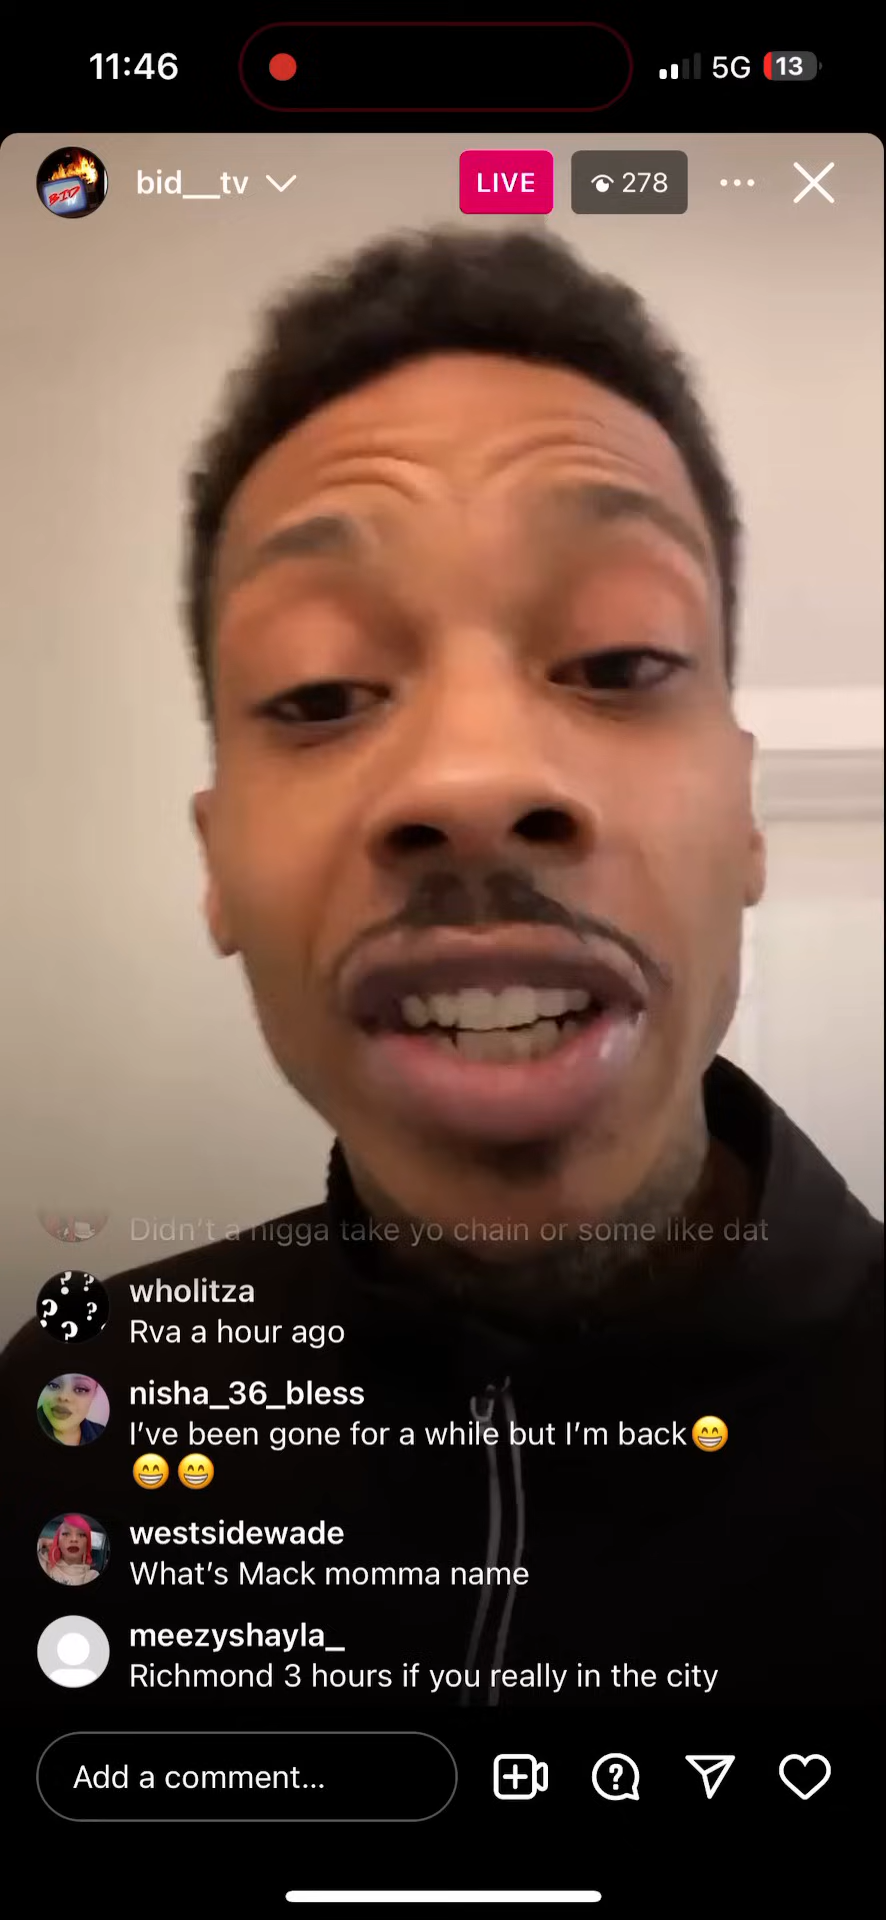 11:46
5G
13
BID
bid__tv
LIVE
278
Didn't a nigga take yo chain or some like dat
wholitza
Rva a hour ago
nisha_36_bless
I've been gone for a while but I'm back😁
😁😁
westsidewade
What's Mack momma name
meezyshayla_
Richmond 3 hours if you really in the city
Add a comment...